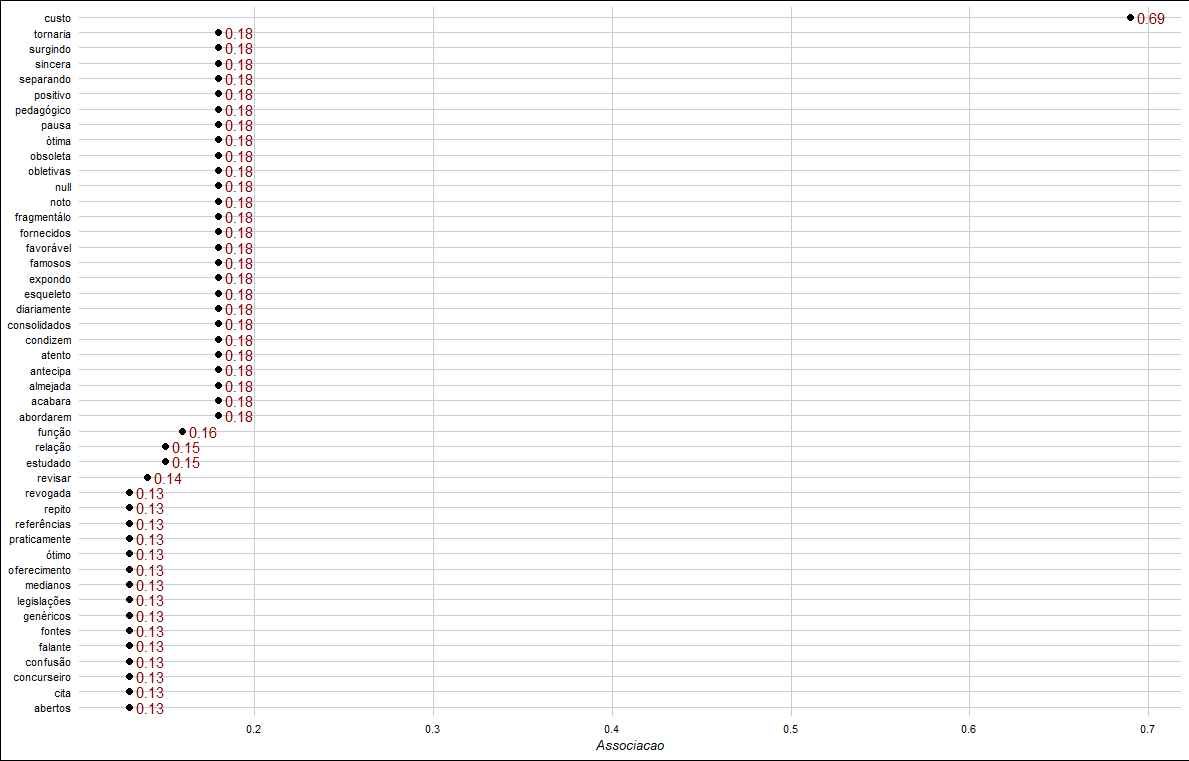 custo 0.69
tornaria 0.18
surgindo 0.18
sincera 0.18
separando 0.18
positivo 0.18
pedagógico 0.18
pausa 0.18
òtima 0.18
obsoleta 0.18
obletivas 0.18
null 0.18
noto 0.18
fragmentálo 0.18
fornecidos 0.18
favorável 0.18
famosos 0.18
expondo 0.18
esqueleto 0.18
diariamente 0.18
consolidados 0.18
condizem 0.18
atento 0.18
antecipa 0.18
almejada 0.18
acabara 0.18
abordarem 0.18
função 0.16
relação 0.15
estudado 0.15
revisar 0.14
revogada 0.13
repito 0.13
referências 0.13
praticamente 0.13
ótimo 0.13
oferecimento 0.13
medianos 0.13
legislações 0.13
genéricos 0.13
fontes 0.13
falante 0.13
confusão 0.13
concurseiro 0.13
cita 0.13
abertos 0.13
0.2 0.3 0.4 0.5 0.6 0.7
Associacao